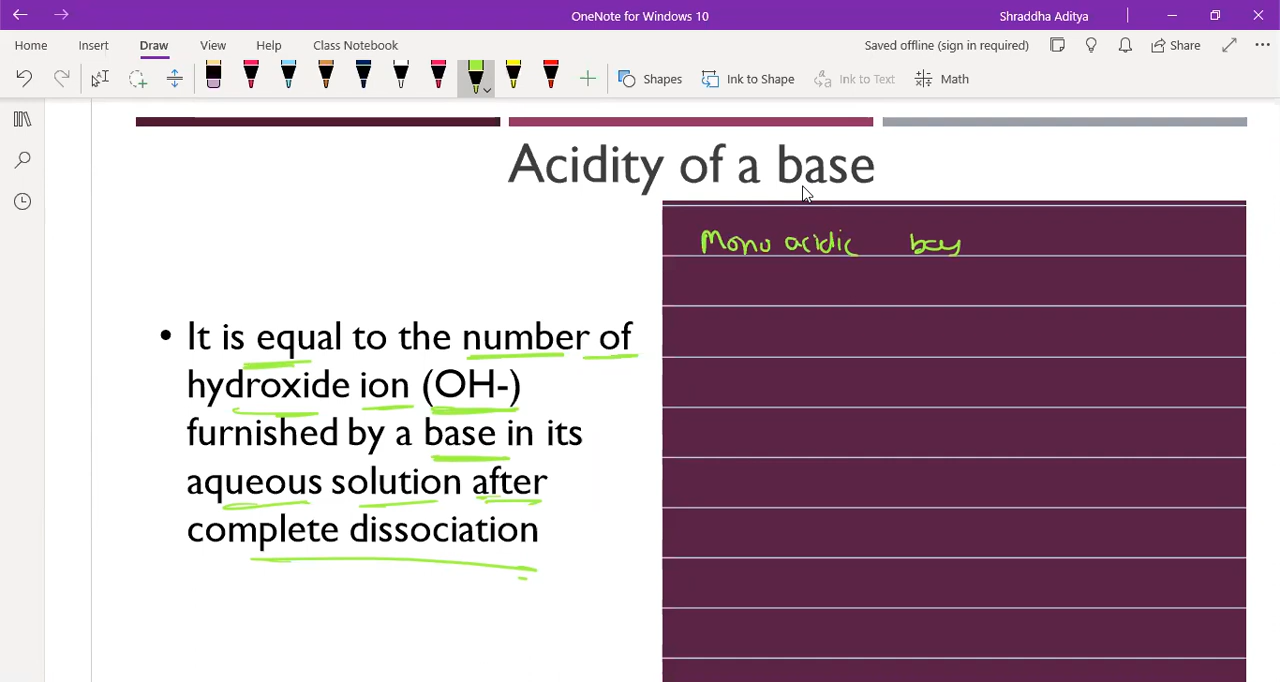 OneNote for Windows 10
Shraddha Aditya
Home Insert Draw View Help Class Notebook
Saved offline (sign in required) Share
Shapes Ink to Shape Ink to Text Math
Acidity of a base
Mono acidic
• It is equal to the number of
hydroxide ion (OH-)
furnished by a base in its
aqueous solution after
complete dissociation